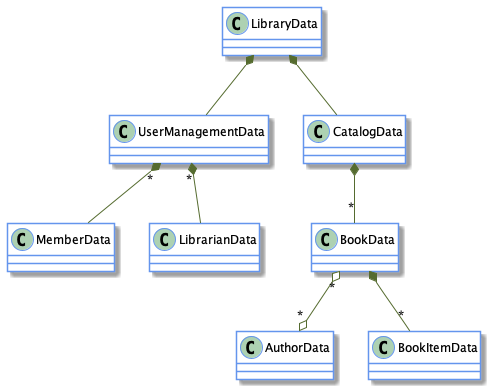 C LibraryData
C UserManagementData
C CatalogData
*
*
*
C MemberData
C LibrarianData
C BookData
*
*
*
C AuthorData
C BookItemData